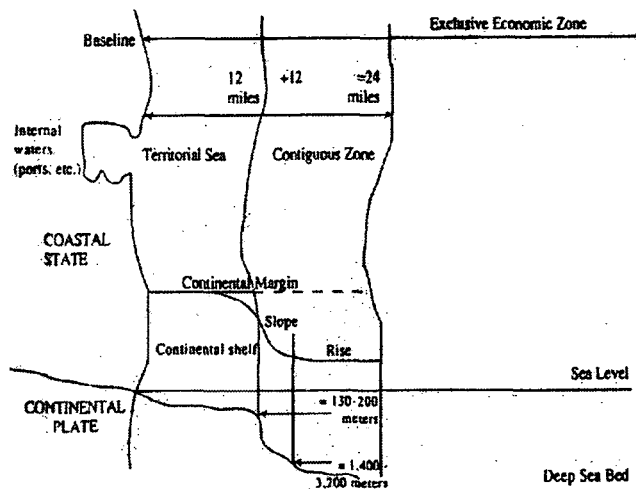 Exclusive Economic Zone
Baseline
12 +12 =24
miles miles
Internal
waters
(ports, etc.)
Territorial Sea Contiguous Zone
COASTAL
STATE
Continental Margin
Slope
Continental shelf Rise
Sea Level
CONTINENTAL
PLATE
= 130-200
meters
= 1,400-
3,200 meters
Deep Sea Bed